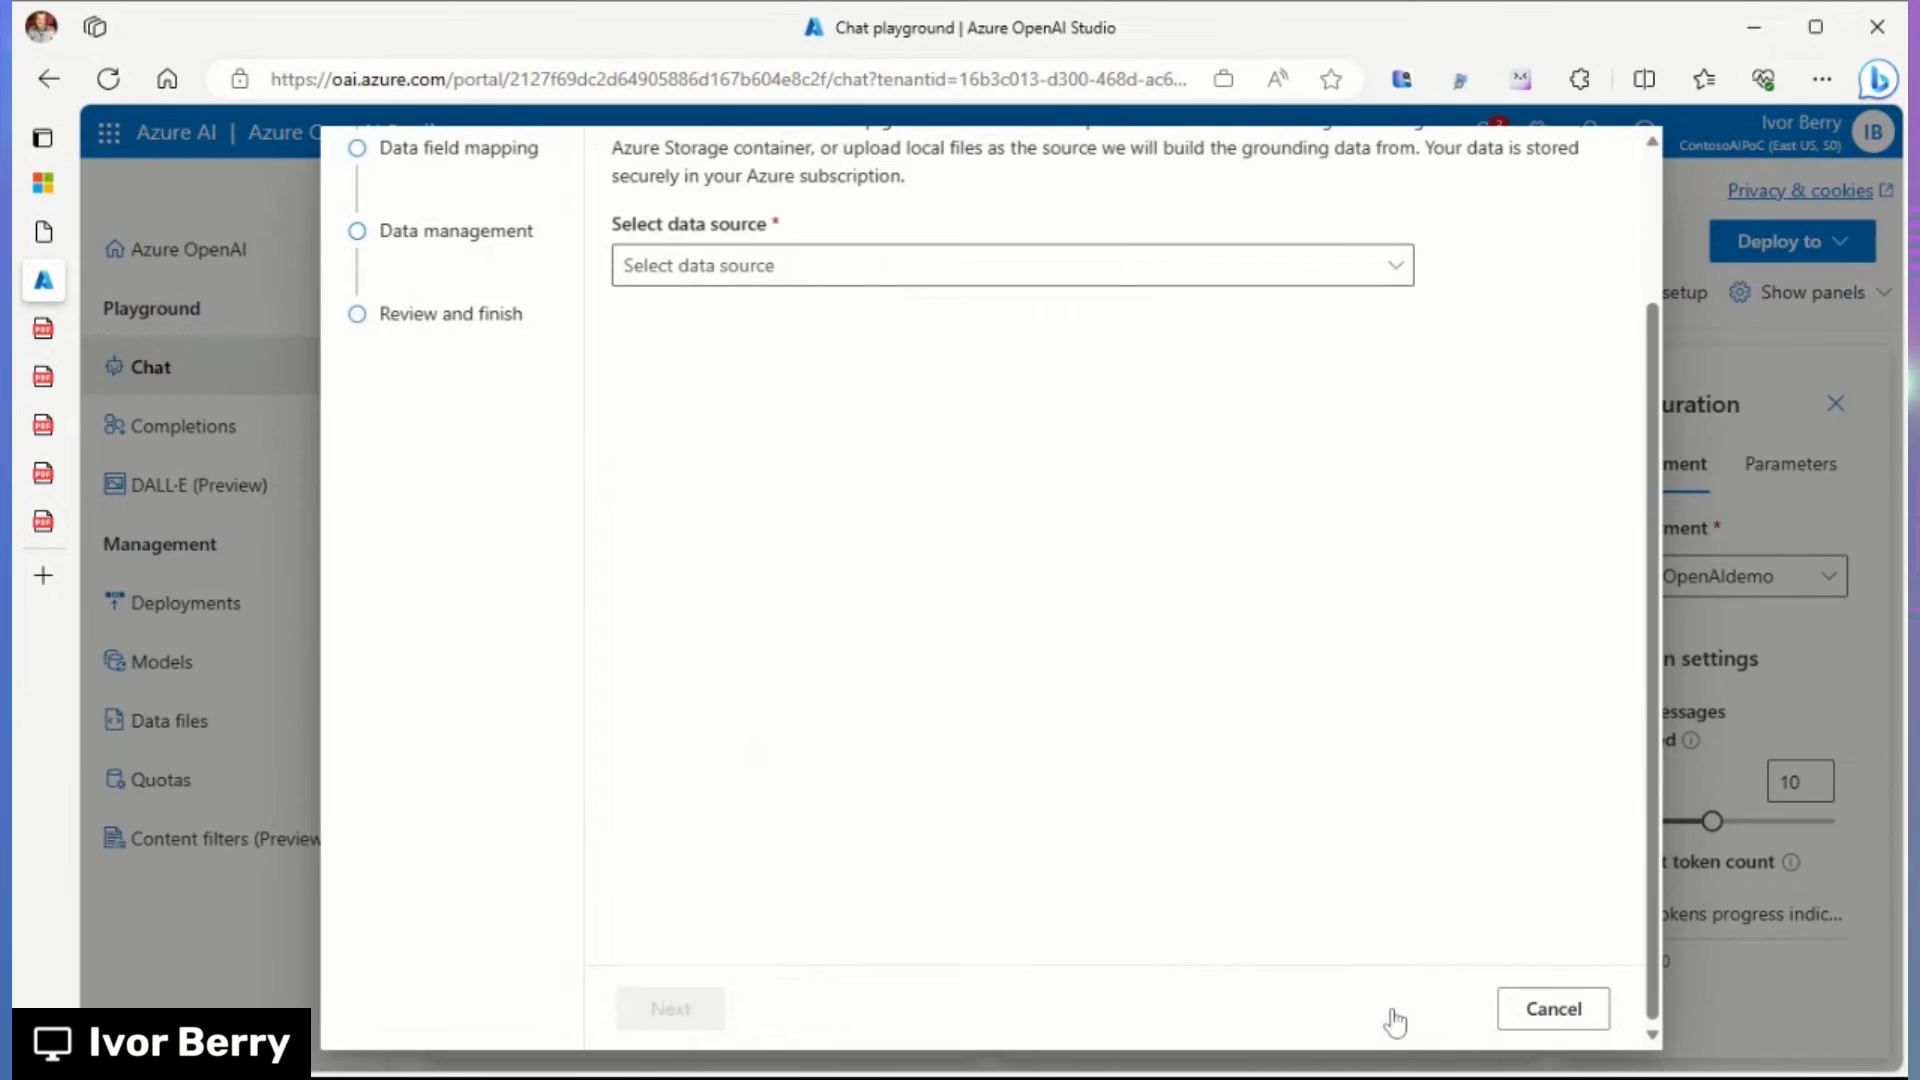 Chat playground | Azure OpenAI Studio
https://oai.azure.com/portal/2127f69dc2d64905886d167b604e8c2f/chat?tenantid=16b3c013-d300-468d-ac6...
Azure AI | Azure O
Ivor Berry
ContosoAIPoC (East US, S0)
IB
Privacy & cookies
Deploy to
setup
Show panels
Azure OpenAI
Playground
Chat
Completions
DALL·E (Preview)
Management
Deployments
Models
Data files
Quotas
Content filters (Preview
Data field mapping
Data management
Review and finish
Azure Storage container, or upload local files as the source we will build the grounding data from. Your data is stored
securely in your Azure subscription.
Select data source *
Select data source
Next
Cancel
uration
ment
Parameters
ment *
OpenAIdemo
n settings
essages
d
10
t token count
okens progress indic...
0
Ivor Berry